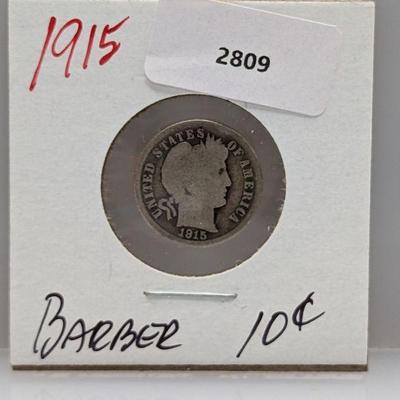 1915
2809
UNITED STATES OF AMERICA
1915
BARBER 10¢